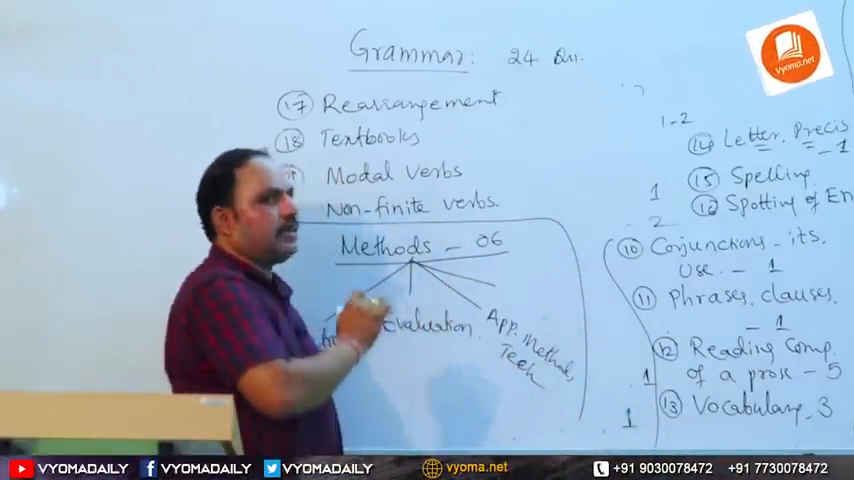 Grammar: 24 Qus.
17 Rearrangement
18 Textbooks
Modal Verbs
Non-finite verbs.
Methods - 06
Evaluation.
App. Methods,
Teek
1-2
14 Letter. Precis
- 1
15 Spelling
1
16 Spotting of
2
10 Conjunctions - its.
use. - 1
11 Phrases. clauses.
- 1
12 Reading Comp.
of a prose - 5
1
13 Vocabulary. 3
1
Vyoma.net
VYOMADAILY
VYOMADAILY
VYOMADAILY
vyoma.net
+91 9030078472
+91 7730078472